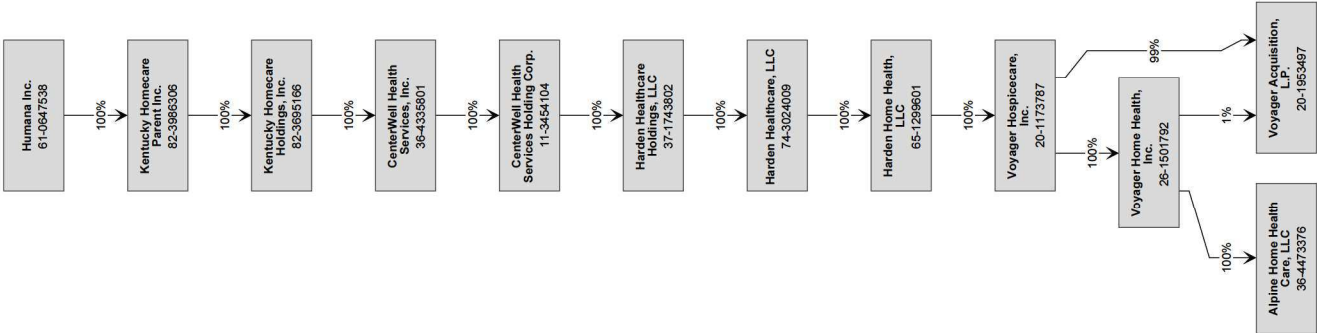 Humana Inc.
61-0647538
100%
Kentucky Homecare
Parent Inc.
82-3986306
100%
Kentucky Homecare
Holdings, Inc.
82-3695166
100%
CenterWell Health
Services, Inc.
36-4335801
100%
CenterWell Health
Services Holding Corp.
11-3454104
100%
Harden Healthcare
Holdings, LLC
37-1743802
100%
Harden Healthcare, LLC
74-3024409
100%
Harden Home Health,
LLC
65-1299601
100%
Voyager Hospicecare,
Inc.
20-1173787
100%
99%
Voyager Home Health,
Inc.
26-1501792
100%
1%
Alpine Home Health
Care, LLC
36-4473376
Voyager Acquisition,
L.P.
20-1953497